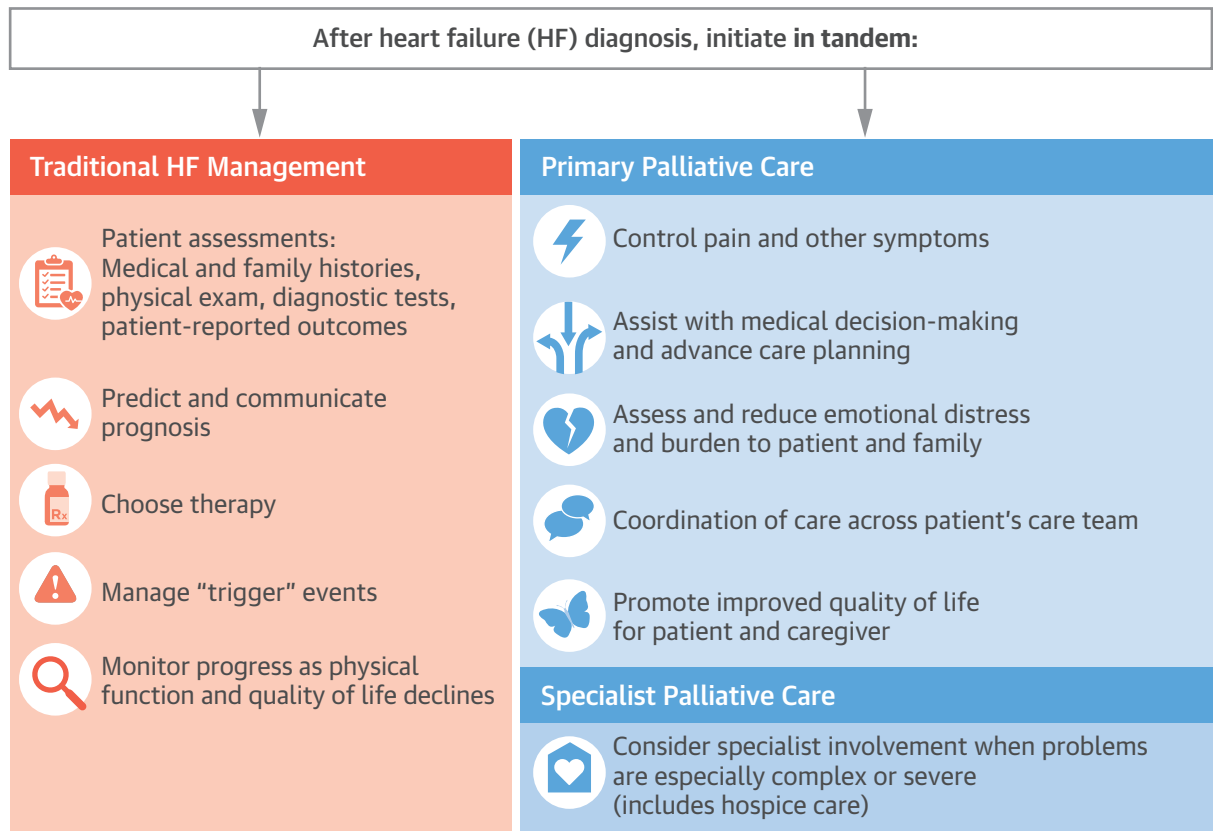 After heart failure (HF) diagnosis, initiate in tandem:
Traditional HF Management
Patient assessments:
Medical and family histories,
physical exam, diagnostic tests,
patient-reported outcomes
Predict and communicate
prognosis
Rx
Choose therapy
Manage “trigger” events
Monitor progress as physical
function and quality of life declines
Primary Palliative Care
Control pain and other symptoms
Assist with medical decision-making
and advance care planning
Assess and reduce emotional distress
and burden to patient and family
Coordination of care across patient’s care team
Promote improved quality of life
for patient and caregiver
Specialist Palliative Care
Consider specialist involvement when problems
are especially complex or severe
(includes hospice care)